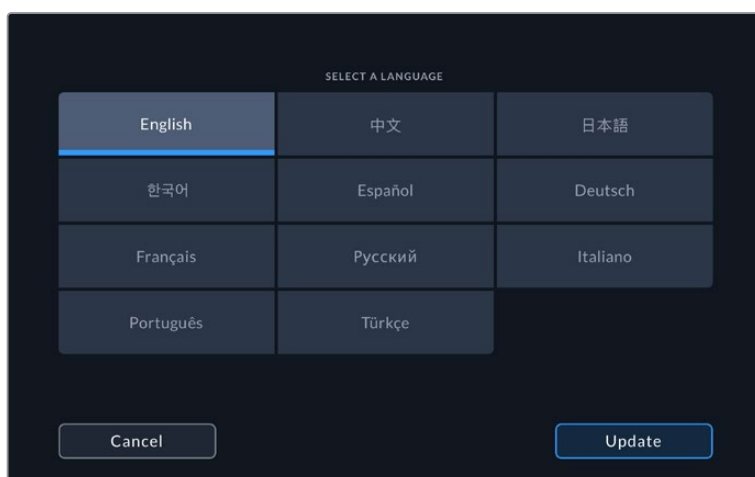 SELECT A LANGUAGE
English 中文 日本語
한국어 Español Deutsch
Français Русский Italiano
Português Türkçe
Cancel Update